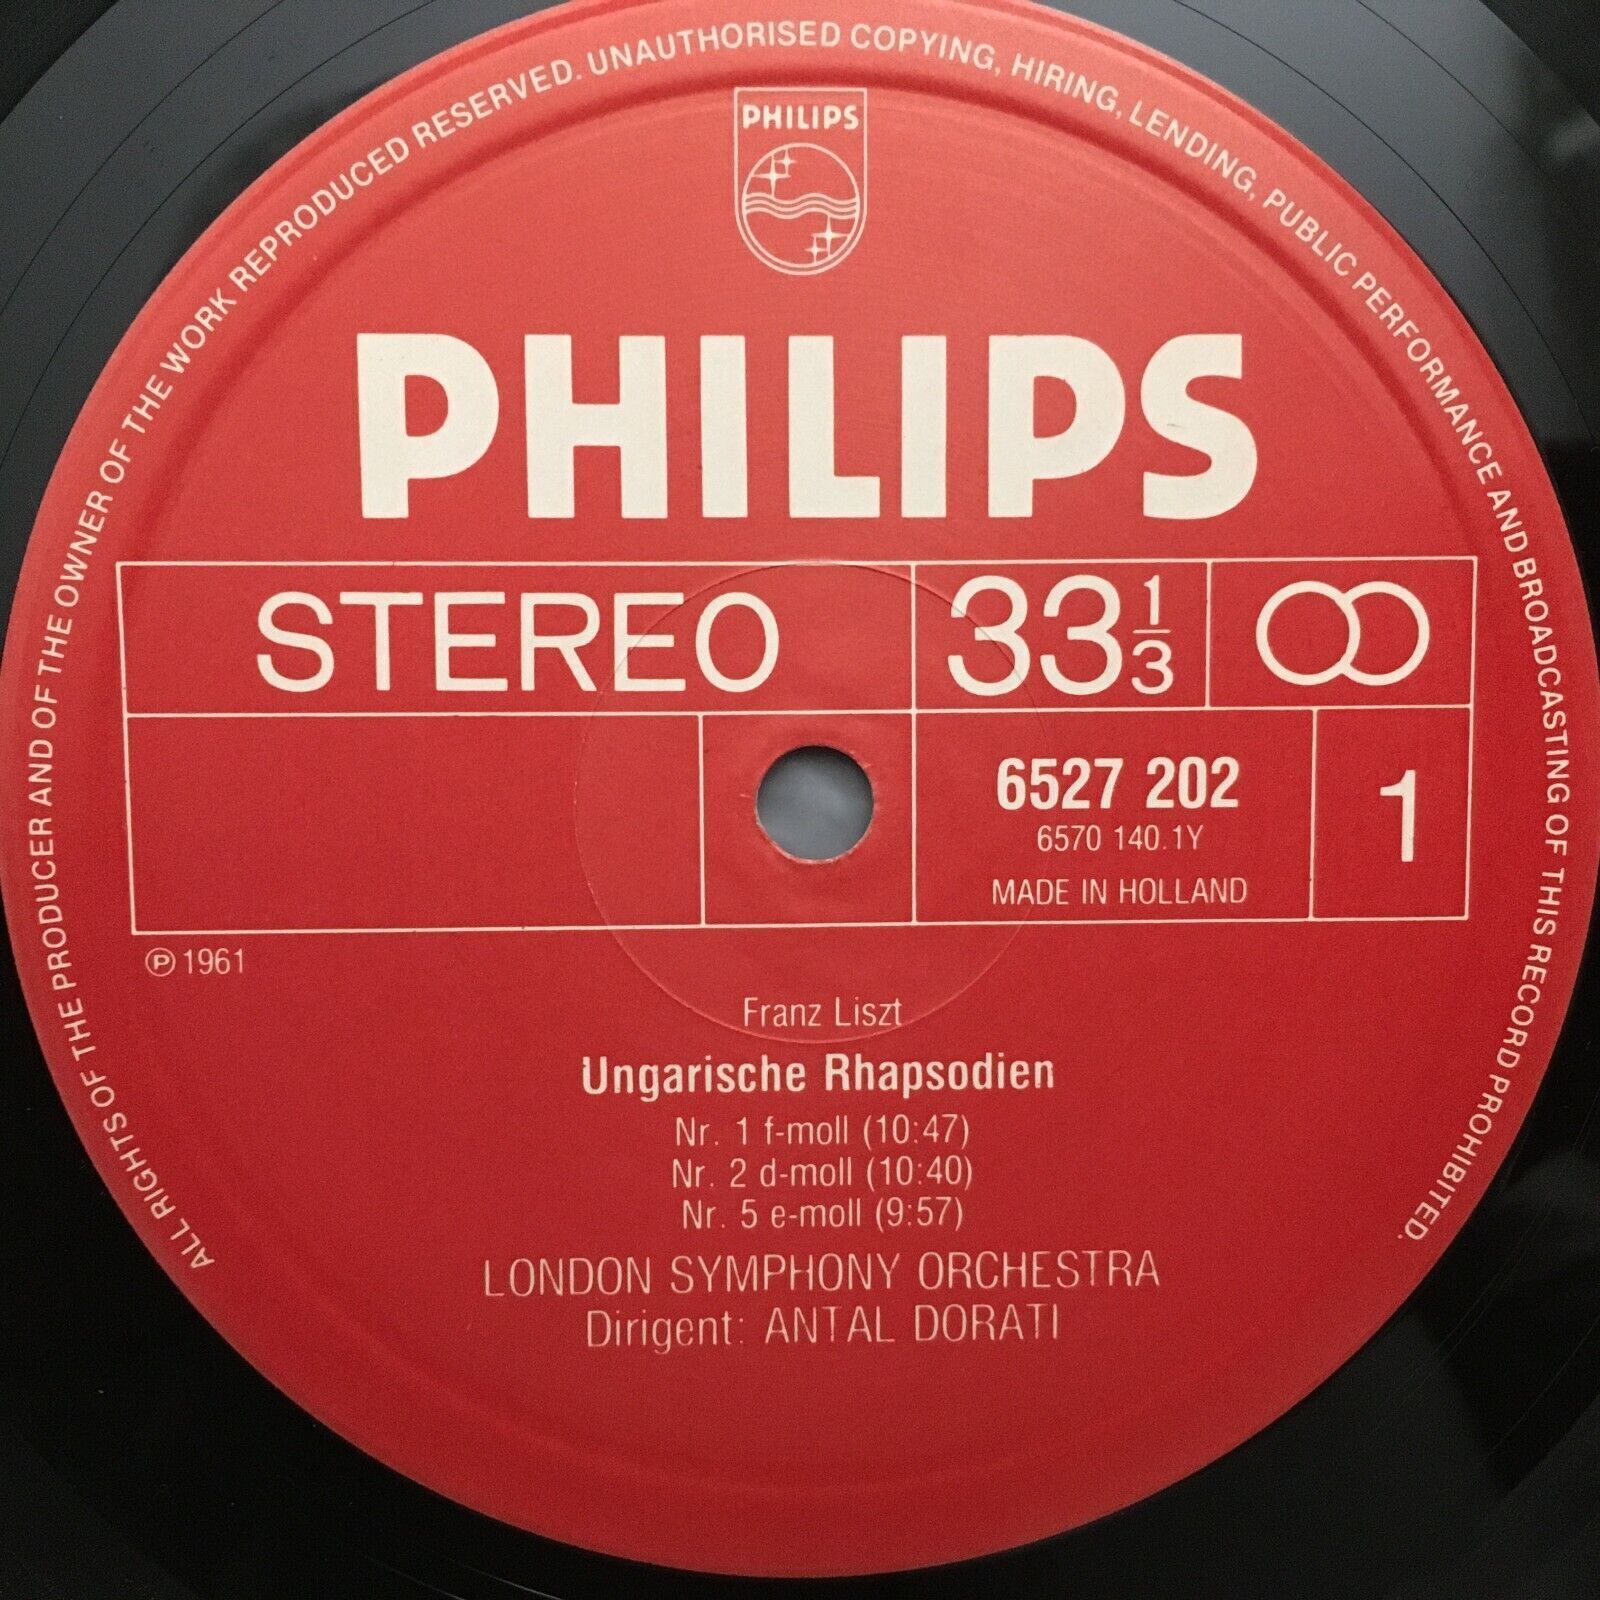 ALL RIGHTS OF THE PRODUCER AND OF THE OWNER OF THE WORK REPRODUCED RESERVED. UNAUTHORISED COPYING, HIRING, LENDING, PUBLIC PERFORMANCE AND BROADCASTING OF THIS RECORD PROHIBITED.
PHILIPS
PHILIPS
STEREO 33 1/3
6527 202 1
6570 140.1Y
MADE IN HOLLAND
℗ 1961
Franz Liszt
Ungarische Rhapsodien
Nr. 1 f-moll (10:47)
Nr. 2 d-moll (10:40)
Nr. 5 e-moll (9:57)
LONDON SYMPHONY ORCHESTRA
Dirigent: ANTAL DORATI